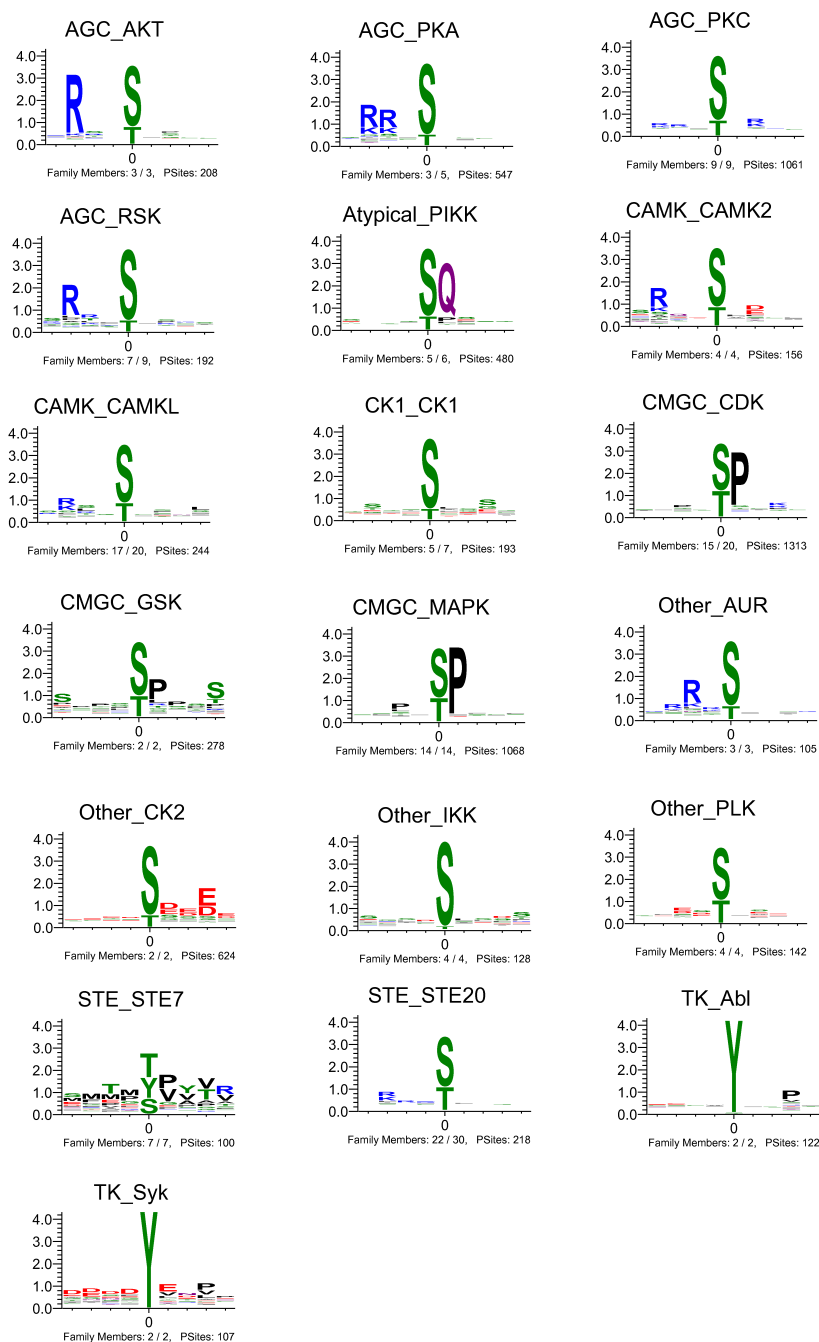 AGC_AKT
AGC_PKA
AGC_PKC
4.0
3.0
2.0
1.0
0.0
R
S
T
0
Family Members: 3 / 3, PSites: 208
4.0
3.0
2.0
1.0
0.0
R R S
K K T
0
Family Members: 3 / 5, PSites: 547
4.0
3.0
2.0
1.0
0.0
S
T
0
Family Members: 9 / 9, PSites: 1061
AGC_RSK
Atypical_PIKK
CAMK_CAMK2
4.0
3.0
2.0
1.0
0.0
R S
T
0
Family Members: 7 / 9, PSites: 192
4.0
3.0
2.0
1.0
0.0
S Q
T
0
Family Members: 5 / 6, PSites: 480
4.0
3.0
2.0
1.0
0.0
R S D
K T E
0
Family Members: 4 / 4, PSites: 156
CAMK_CAMKL
CK1_CK1
CMGC_CDK
4.0
3.0
2.0
1.0
0.0
R S
K T
0
Family Members: 17 / 20, PSites: 244
4.0
3.0
2.0
1.0
0.0
S S S
T
0
Family Members: 5 / 7, PSites: 193
4.0
3.0
2.0
1.0
0.0
S P
T
0
Family Members: 15 / 20, PSites: 1313
CMGC_GSK
CMGC_MAPK
Other_AUR
4.0
3.0
2.0
1.0
0.0
S S P S
T
0
Family Members: 2 / 2, PSites: 278
4.0
3.0
2.0
1.0
0.0
P S P
T
0
Family Members: 14 / 14, PSites: 1068
4.0
3.0
2.0
1.0
0.0
R R S
K T
0
Family Members: 3 / 3, PSites: 105
Other_CK2
Other_IKK
Other_PLK
4.0
3.0
2.0
1.0
0.0
S D E E
T E D
0
Family Members: 2 / 2, PSites: 624
4.0
3.0
2.0
1.0
0.0
S
0
Family Members: 4 / 4, PSites: 128
4.0
3.0
2.0
1.0
0.0
S
T
0
Family Members: 4 / 4, PSites: 142
STE_STE7
STE_STE20
TK_Abl
4.0
3.0
2.0
1.0
0.0
T M T P Y V R
Y V T V
S
0
Family Members: 7 / 7, PSites: 100
4.0
3.0
2.0
1.0
0.0
R S
K T
0
Family Members: 22 / 30, PSites: 218
4.0
3.0
2.0
1.0
0.0
Y P
0
Family Members: 2 / 2, PSites: 122
TK_Syk
4.0
3.0
2.0
1.0
0.0
D D D D Y E P
V
0
Family Members: 2 / 2, PSites: 107